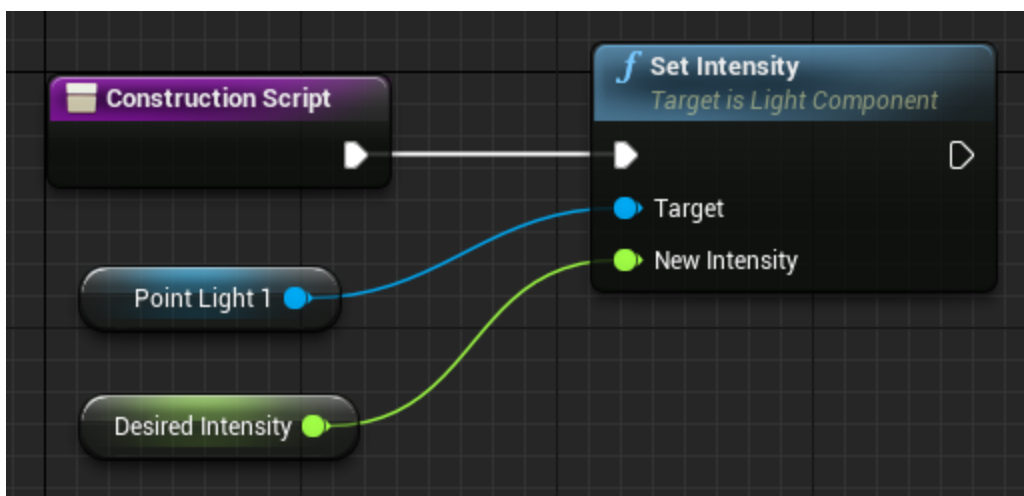 Construction Script
Set Intensity
Target is Light Component
Target
New Intensity
Point Light 1
Desired Intensity